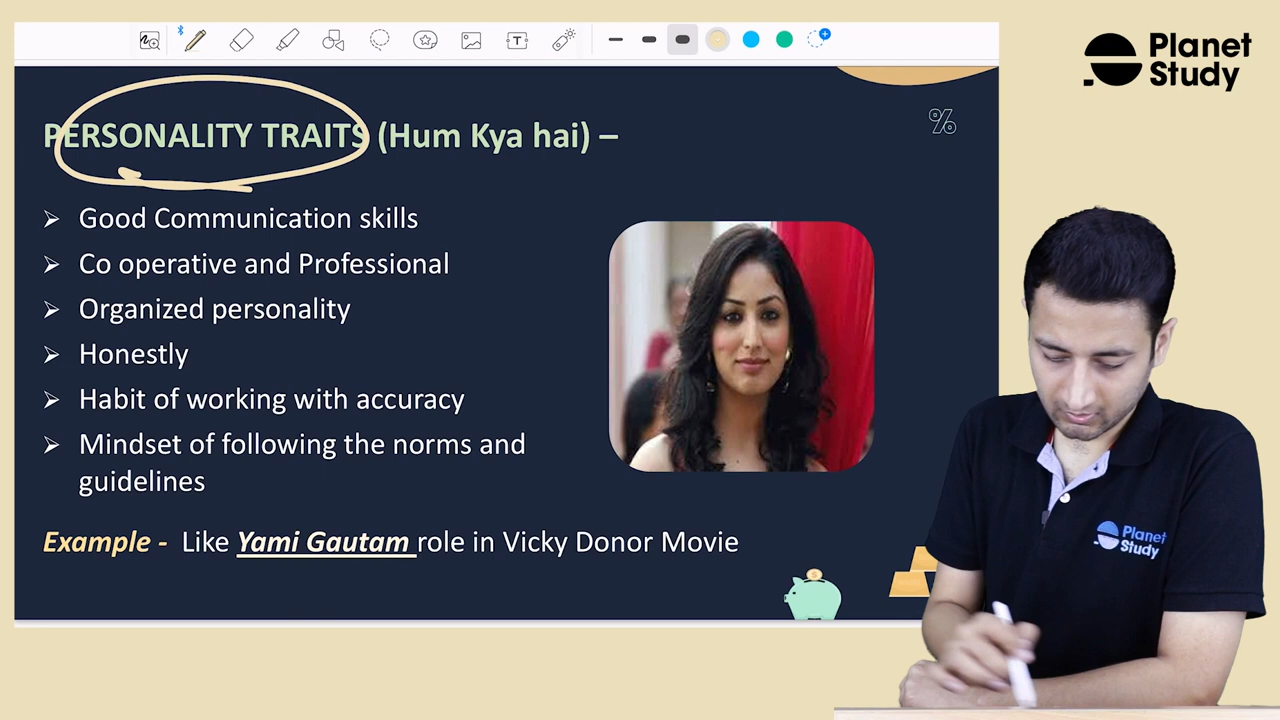 Planet
Study
PERSONALITY TRAITS (Hum Kya hai) –
%
Good Communication skills
Co operative and Professional
Organized personality
Honestly
Habit of working with accuracy
Mindset of following the norms and
guidelines
Example - Like Yami Gautam role in Vicky Donor Movie
Planet
Study